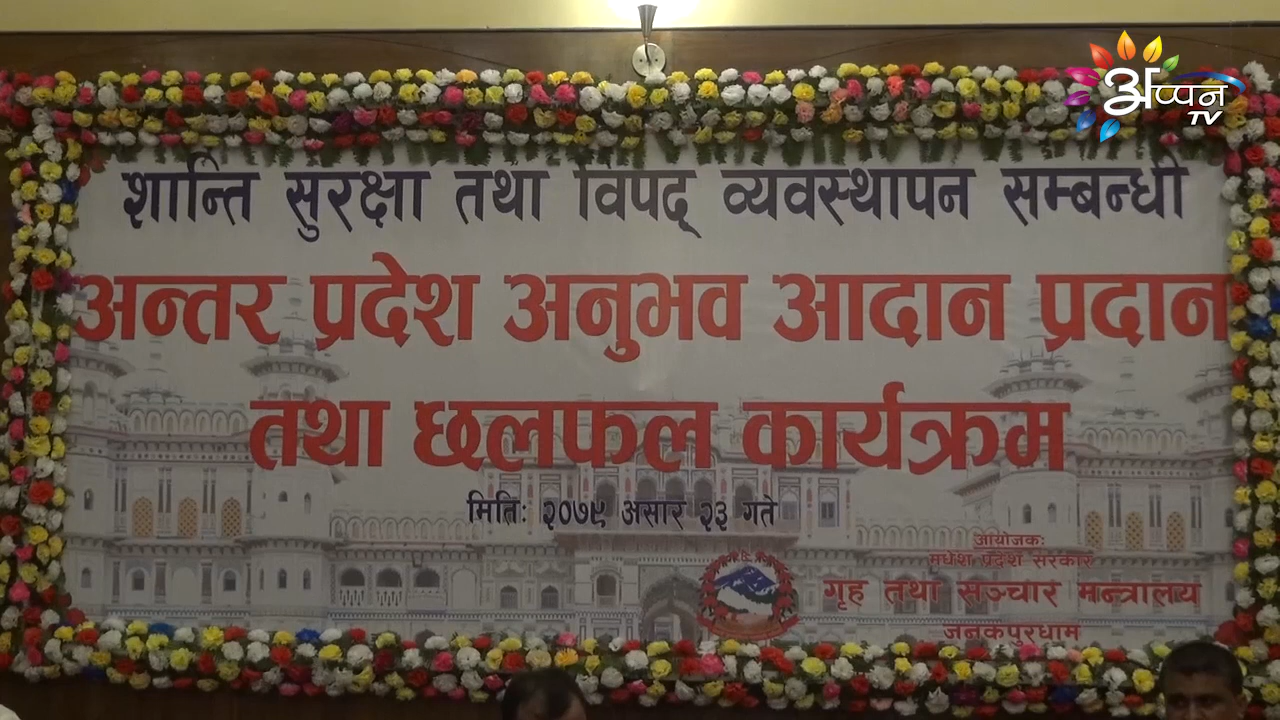 अप्पन
TV
शान्ति सुरक्षा तथा विपद् व्यवस्थापन सम्बन्धी
अन्तर प्रदेश अनुभव आदान प्रदान
तथा छलफल कार्यक्रम
मितिः २०७९ असार २३ गते
आयोजकः
मधेश प्रदेश सरकार
गृह तथा सञ्चार मन्त्रालय
जनकपुरधाम